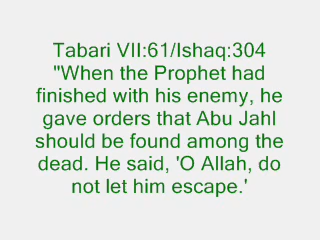 Tabari VII:61/Ishaq:304
"When the Prophet had
finished with his enemy, he
gave orders that Abu Jahl
should be found among the
dead. He said, 'O Allah, do
not let him escape.'